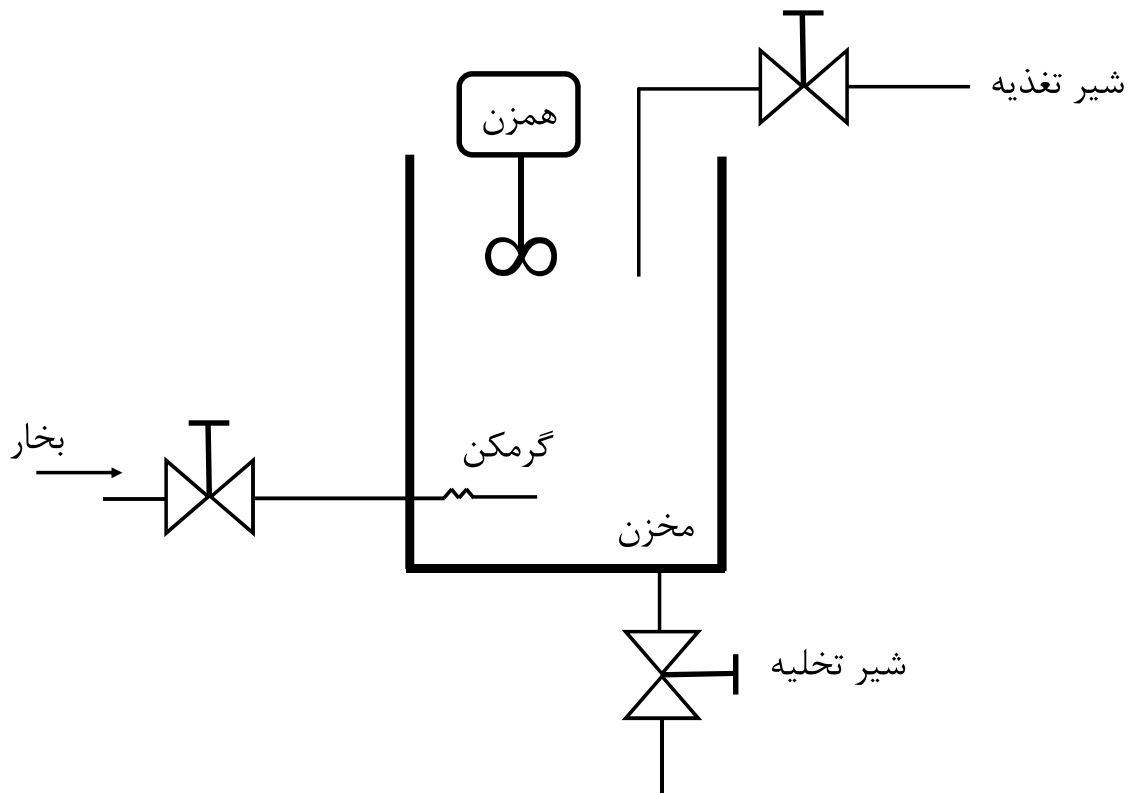 شیر تغذیه
همزن
بخار
گرمکن
مخزن
شیر تخلیه